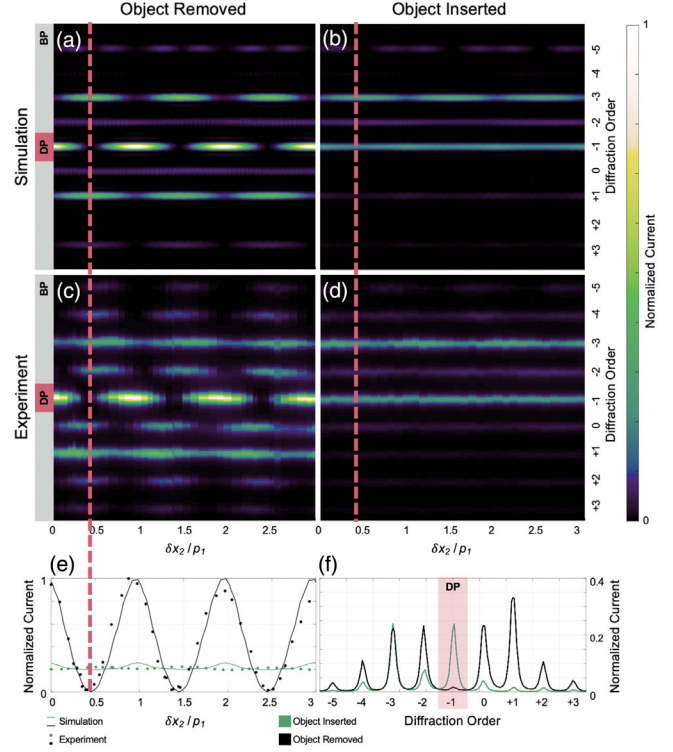 Object Removed
Object Inserted
Simulation
BP
DP
(a)
(b)
-5
-4
-3
-2
-1
0
+1
+2
+3
Diffraction Order
1
Normalized Current
0
Experiment
BP
DP
(c)
(d)
-5
-4
-3
-2
-1
0
+1
+2
+3
Diffraction Order
0 0.5 1 1.5 2 2.5 3
δx2 / p1
0 0.5 1 1.5 2 2.5 3
δx2 / p1
(e)
Normalized Current
1
0
0 0.5 1 1.5 2 2.5 3
δx2 / p1
Simulation
Experiment
(f)
DP
0.4
0.2
0
Normalized Current
-5 -4 -3 -2 -1 0 +1 +2 +3
Diffraction Order
Object Inserted
Object Removed